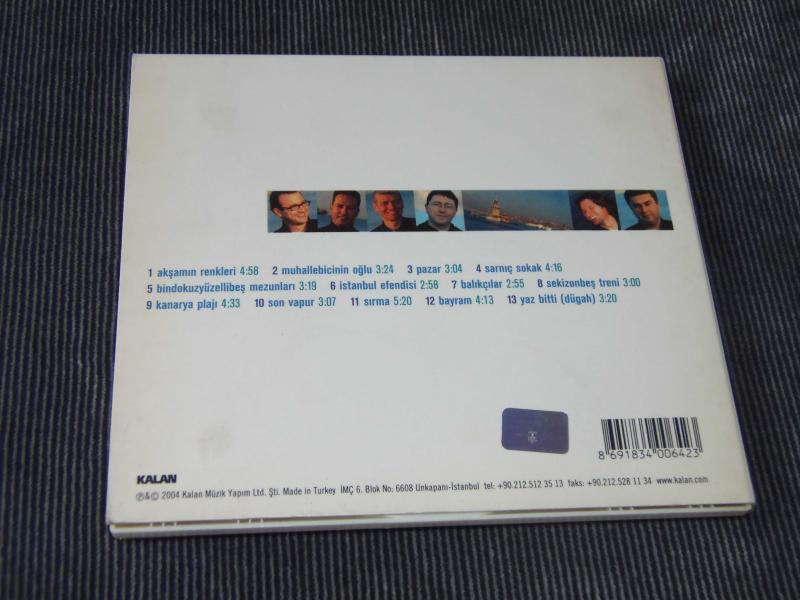 1 akşamın renkleri 4:58 2 muhallebicinin oğlu 3:24 3 pazar 3:04 4 sarnıç sokak 4:16
5 bindokuzyüzellibeş mezunları 3:19 6 istanbul efendisi 2:58 7 balıkçılar 2:55 8 sekizonbeş treni 3:00
9 kanarya plajı 4:33 10 son vapur 3:07 11 sırma 5:20 12 bayram 4:13 13 yaz bitti (dügah) 3:20
8 691834 006423
KALAN
℗&© 2004 Kalan Müzik Yapım Ltd. Şti. Made in Turkey İMÇ 6. Blok No: 6608 Unkapanı-İstanbul tel: +90.212.512 35 13 faks: +90.212.528 11 34 www.kalan.com